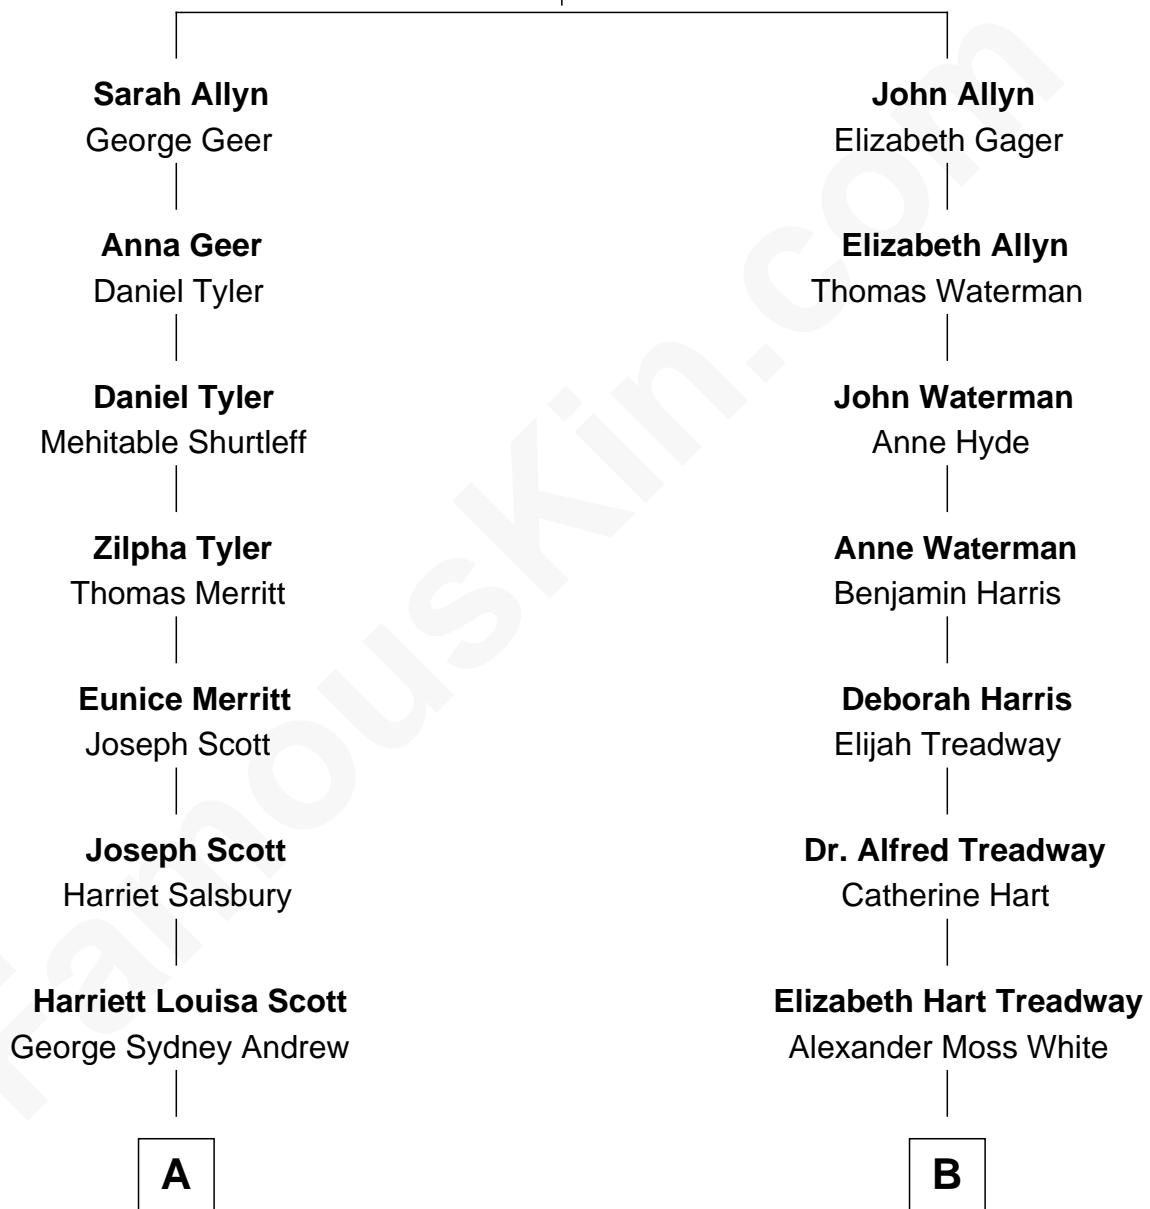 Sarah Allyn
George Geer
Anna Geer
Daniel Tyler
Daniel Tyler
Mehitable Shurtleff
Zilpha Tyler
Thomas Merritt
Eunice Merritt
Joseph Scott
Joseph Scott
Harriet Salsbury
Harriett Louisa Scott
George Sydney Andrew
A
John Allyn
Elizabeth Gager
Elizabeth Allyn
Thomas Waterman
John Waterman
Anne Hyde
Anne Waterman
Benjamin Harris
Deborah Harris
Elijah Treadway
Dr. Alfred Treadway
Catherine Hart
Elizabeth Hart Treadway
Alexander Moss White
B
FamousKin.com